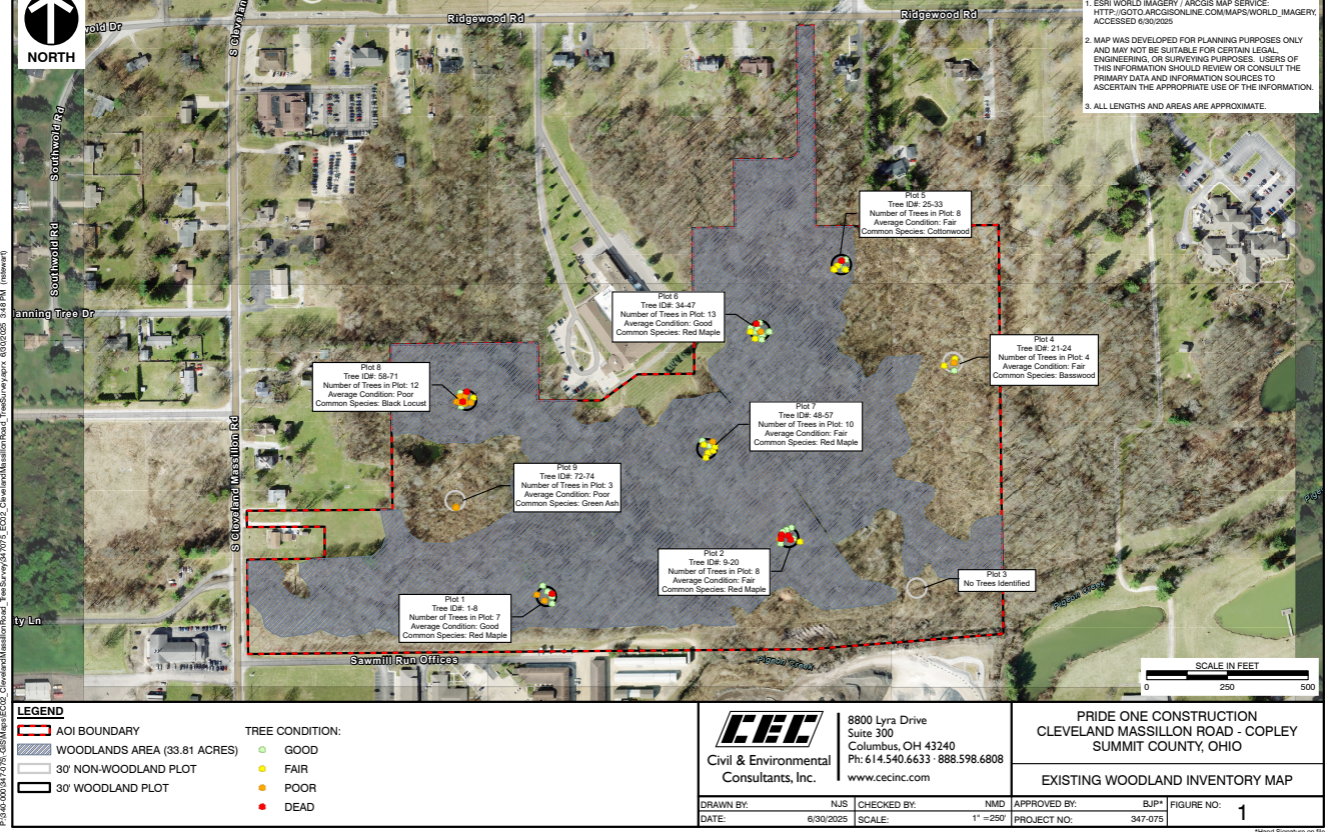 NORTH
Ridgewood Rd
Ridgewood Rd
S Cleveland
Southwold Rd
Southwold Rd
anning Tree Dr
S Cleveland Massillon Rd
ty Ln
Sawmill Run Offices
Pigeon Creek
Pigeon Creek
1. ESRI WORLD IMAGERY / ARCGIS MAP SERVICE:
HTTP://GOTO.ARCGISONLINE.COM/MAPS/WORLD_IMAGERY,
ACCESSED 6/30/2025
2. MAP WAS DEVELOPED FOR PLANNING PURPOSES ONLY
AND MAY NOT BE SUITABLE FOR CERTAIN LEGAL,
ENGINEERING, OR SURVEYING PURPOSES. USERS OF
THIS INFORMATION SHOULD REVIEW OR CONSULT THE
PRIMARY DATA AND INFORMATION SOURCES TO
ASCERTAIN THE APPROPRIATE USE OF THE INFORMATION.
3. ALL LENGTHS AND AREAS ARE APPROXIMATE.
Plot 5
Tree ID#: 25-33
Number of Trees in Plot: 8
Average Condition: Fair
Common Species: Cottonwood
Plot 6
Tree ID#: 34-47
Number of Trees in Plot: 13
Average Condition: Good
Common Species: Red Maple
Plot 4
Tree ID#: 21-24
Number of Trees in Plot: 4
Average Condition: Fair
Common Species: Basswood
Plot 8
Tree ID#: 58-71
Number of Trees in Plot: 12
Average Condition: Poor
Common Species: Black Locust
Plot 7
Tree ID#: 48-57
Number of Trees in Plot: 10
Average Condition: Fair
Common Species: Red Maple
Plot 9
Tree ID#: 72-74
Number of Trees in Plot: 3
Average Condition: Poor
Common Species: Green Ash
Plot 2
Tree ID#: 9-20
Number of Trees in Plot: 8
Average Condition: Fair
Common Species: Red Maple
Plot 3
No Trees Identified
Plot 1
Tree ID#: 1-8
Number of Trees in Plot: 7
Average Condition: Good
Common Species: Red Maple
SCALE IN FEET
0 250 500
LEGEND
AOI BOUNDARY
WOODLANDS AREA (33.81 ACRES)
30' NON-WOODLAND PLOT
30' WOODLAND PLOT
TREE CONDITION:
GOOD
FAIR
POOR
DEAD
CEC
Civil & Environmental
Consultants, Inc.
8800 Lyra Drive
Suite 300
Columbus, OH 43240
Ph: 614.540.6633 · 888.598.6808
www.cecinc.com
PRIDE ONE CONSTRUCTION
CLEVELAND MASSILLON ROAD - COPLEY
SUMMIT COUNTY, OHIO
EXISTING WOODLAND INVENTORY MAP
DRAWN BY: NJS CHECKED BY: NMD APPROVED BY: BJP* FIGURE NO: 1
DATE: 6/30/2025 SCALE: 1" =250' PROJECT NO: 347-075
*Hand Signature on file